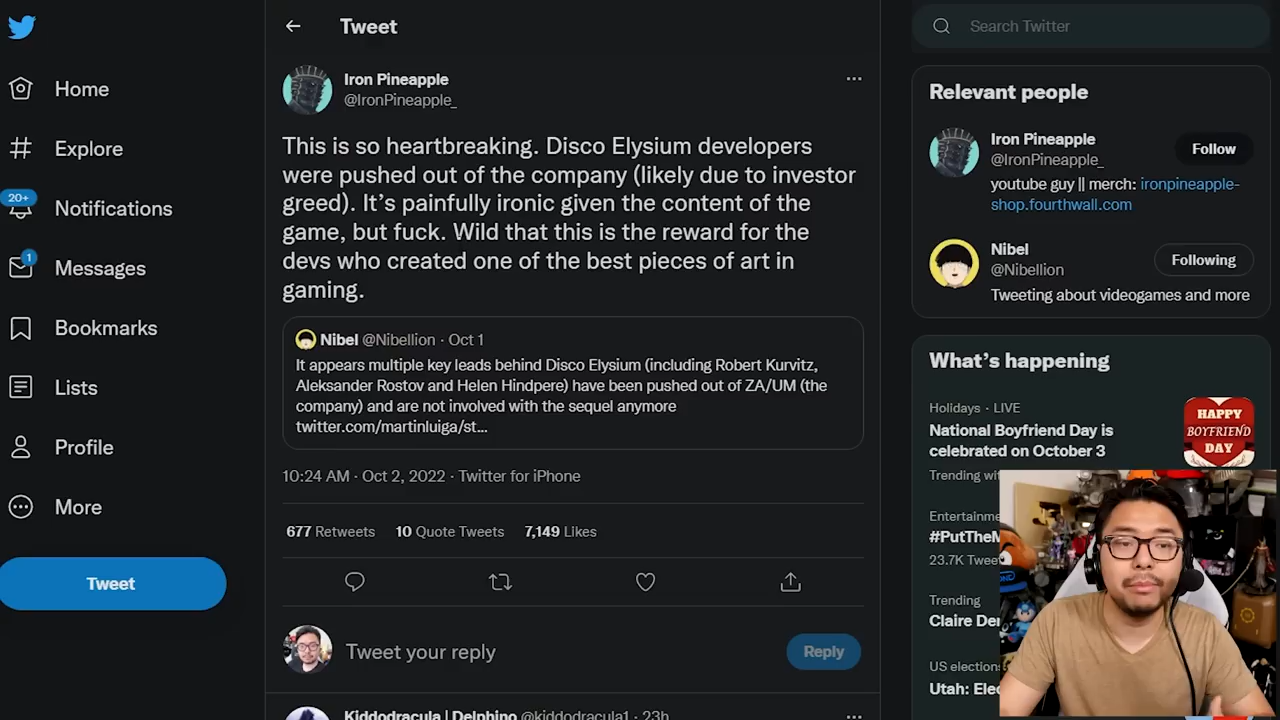 Tweet
Search Twitter
Home
Explore
20+
Notifications
1
Messages
Bookmarks
Lists
Profile
More
Tweet
Iron Pineapple
@IronPineapple_
This is so heartbreaking. Disco Elysium developers
were pushed out of the company (likely due to investor
greed). It’s painfully ironic given the content of the
game, but fuck. Wild that this is the reward for the
devs who created one of the best pieces of art in
gaming.
Nibel @Nibellion · Oct 1
It appears multiple key leads behind Disco Elysium (including Robert Kurvitz,
Aleksander Rostov and Helen Hindpere) have been pushed out of ZA/UM (the
company) and are not involved with the sequel anymore
twitter.com/martinluiga/st...
10:24 AM · Oct 2, 2022 · Twitter for iPhone
677 Retweets 10 Quote Tweets 7,149 Likes
Tweet your reply
Reply
Kiddodracula | Delphino @kiddodracula1 · 23h
Relevant people
Iron Pineapple
@IronPineapple_
Follow
youtube guy || merch: ironpineapple-
shop.fourthwall.com
Nibel
@Nibellion
Following
Tweeting about videogames and more
What’s happening
Holidays · LIVE
National Boyfriend Day is
celebrated on October 3
Trending
HAPPY
BOYFRIEND
DAY
#PutTheM
23.7K
Trending
Claire
US
Utah: